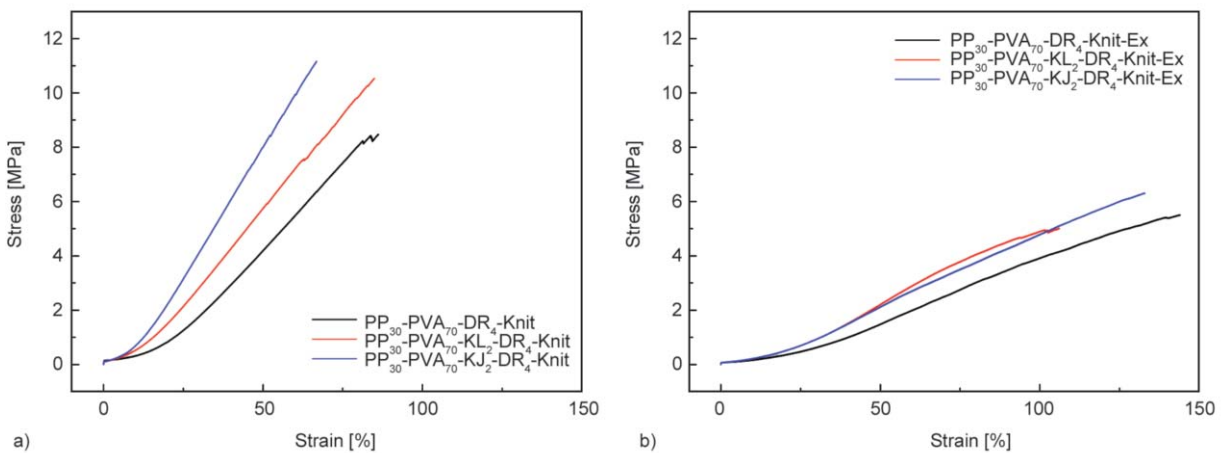 12
10
8
6
4
2
0
Stress [MPa]
PP30-PVA70-DR4-Knit
PP30-PVA70-KL2-DR4-Knit
PP30-PVA70-KJ2-DR4-Knit
0 50 100 150
Strain [%]
a)
12
10
8
6
4
2
0
Stress [MPa]
PP30-PVA70-DR4-Knit-Ex
PP30-PVA70-KL2-DR4-Knit-Ex
PP30-PVA70-KJ2-DR4-Knit-Ex
0 50 100 150
Strain [%]
b)